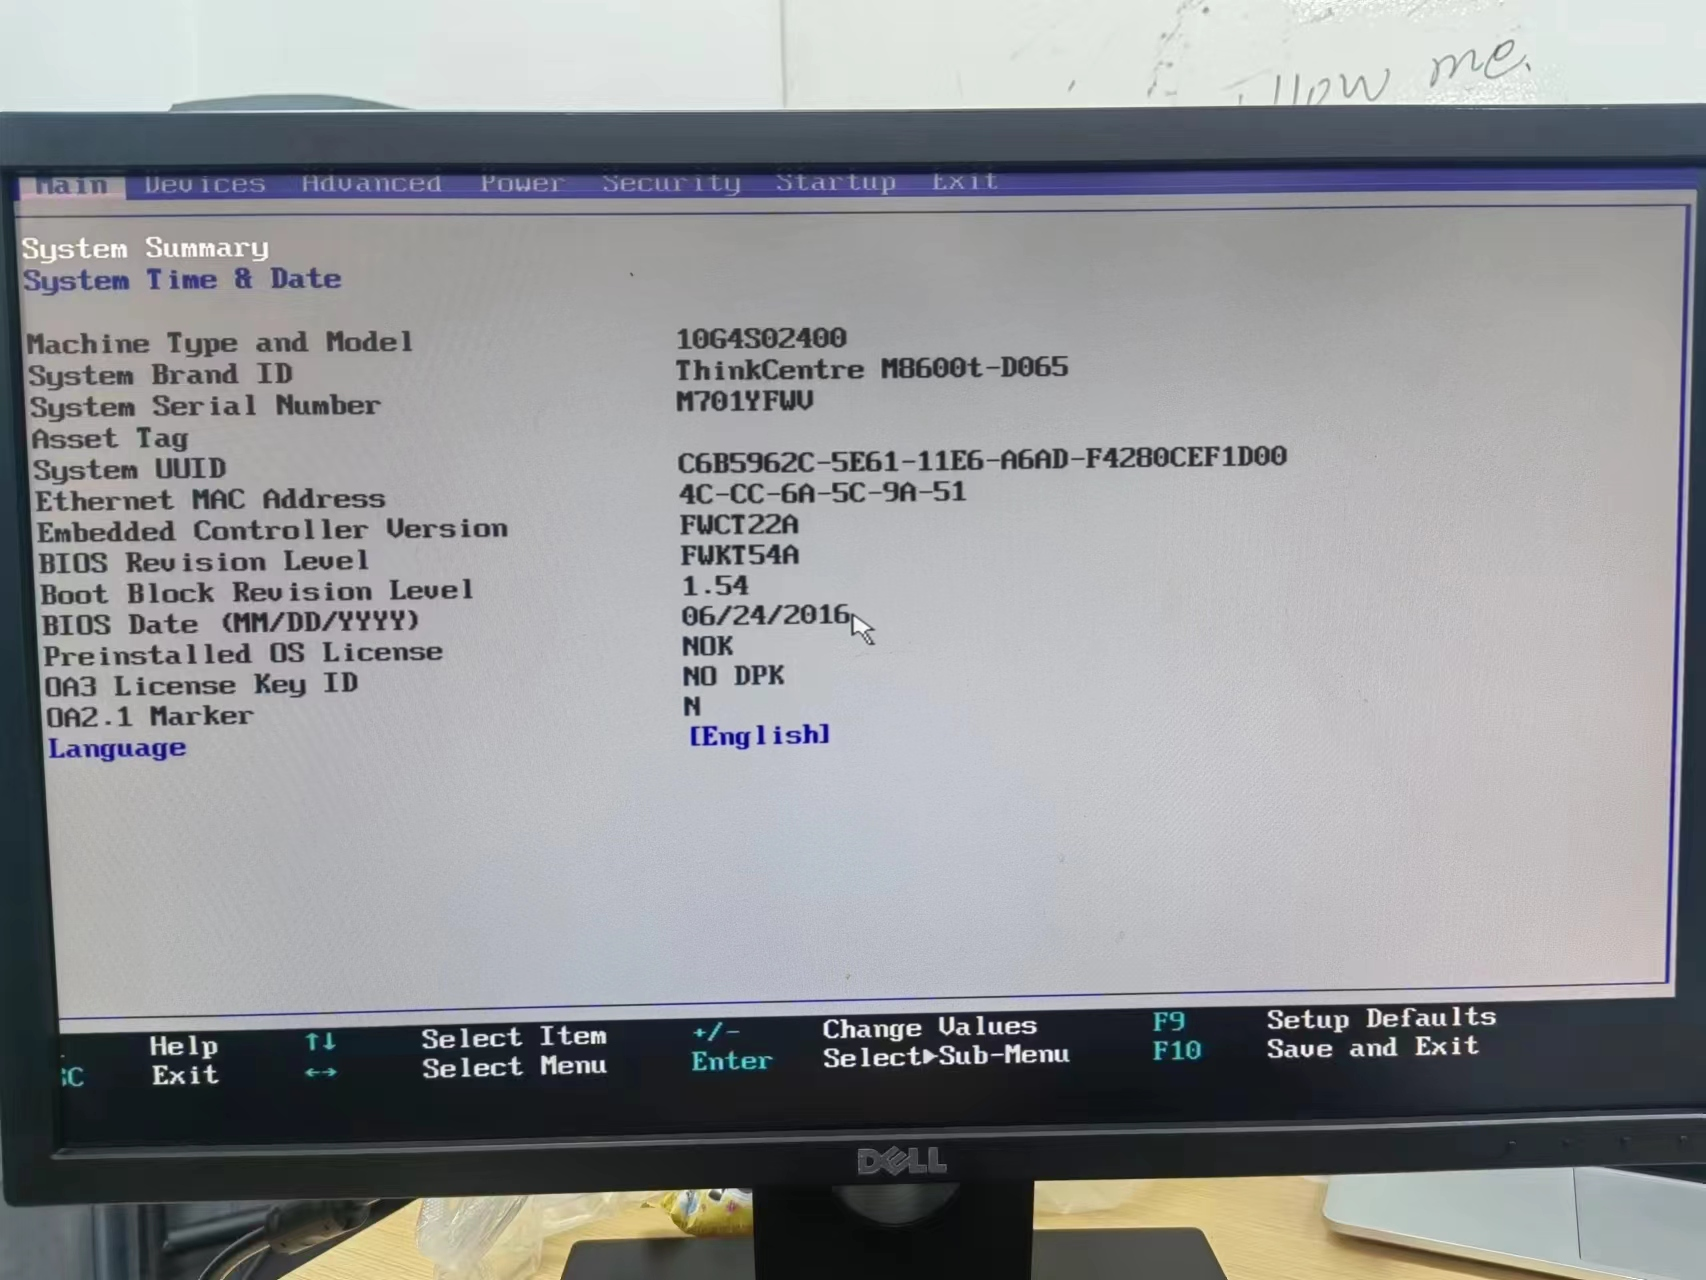 me.
Main Devices Advanced Power Security Startup Exit
System Summary
System Time & Date
Machine Type and Model 10G4S02400
System Brand ID ThinkCentre M8600t-D065
System Serial Number M701YFWV
Asset Tag
System UUID C6B5962C-5E61-11E6-A6AD-F4280CEF1D00
Ethernet MAC Address 4C-CC-6A-5C-9A-51
Embedded Controller Version FWCT22A
BIOS Revision Level FWKT54A
Boot Block Revision Level 1.54
BIOS Date (MM/DD/YYYY) 06/24/2016
Preinstalled OS License NOK
OA3 License Key ID NO DPK
OA2.1 Marker N
Language [English]
Help ↑↓ Select Item +/- Change Values F9 Setup Defaults
Exit ←→ Select Menu Enter Select▶Sub-Menu F10 Save and Exit
DELL